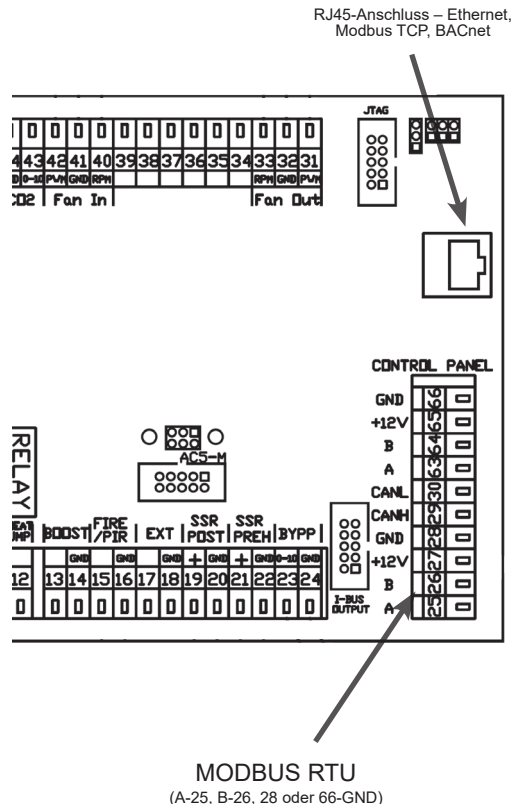 RJ45-Anschluss – Ethernet,
Modbus TCP, BACnet
JTAG
43 42 41 40 39 38 37 36 35 34 33 32 31
0-10 PWM GND RPM RPM GND PWM
CO2 Fan In Fan Out
CONTROL PANEL
GND 66
+12V 65
B 64
A 63
CANL 30
CANH 29
GND 28
+12V 27
B 26
A 25
AC5-M
RELAY
BOOST FIRE /PIR EXT SSR POST SSR PREH BYPP
GND GND GND + GND + GND 0-10 GND
12 13 14 15 16 17 18 19 20 21 22 23 24
I-BUS
OUTPUT
MODBUS RTU
(A-25, B-26, 28 oder 66-GND)